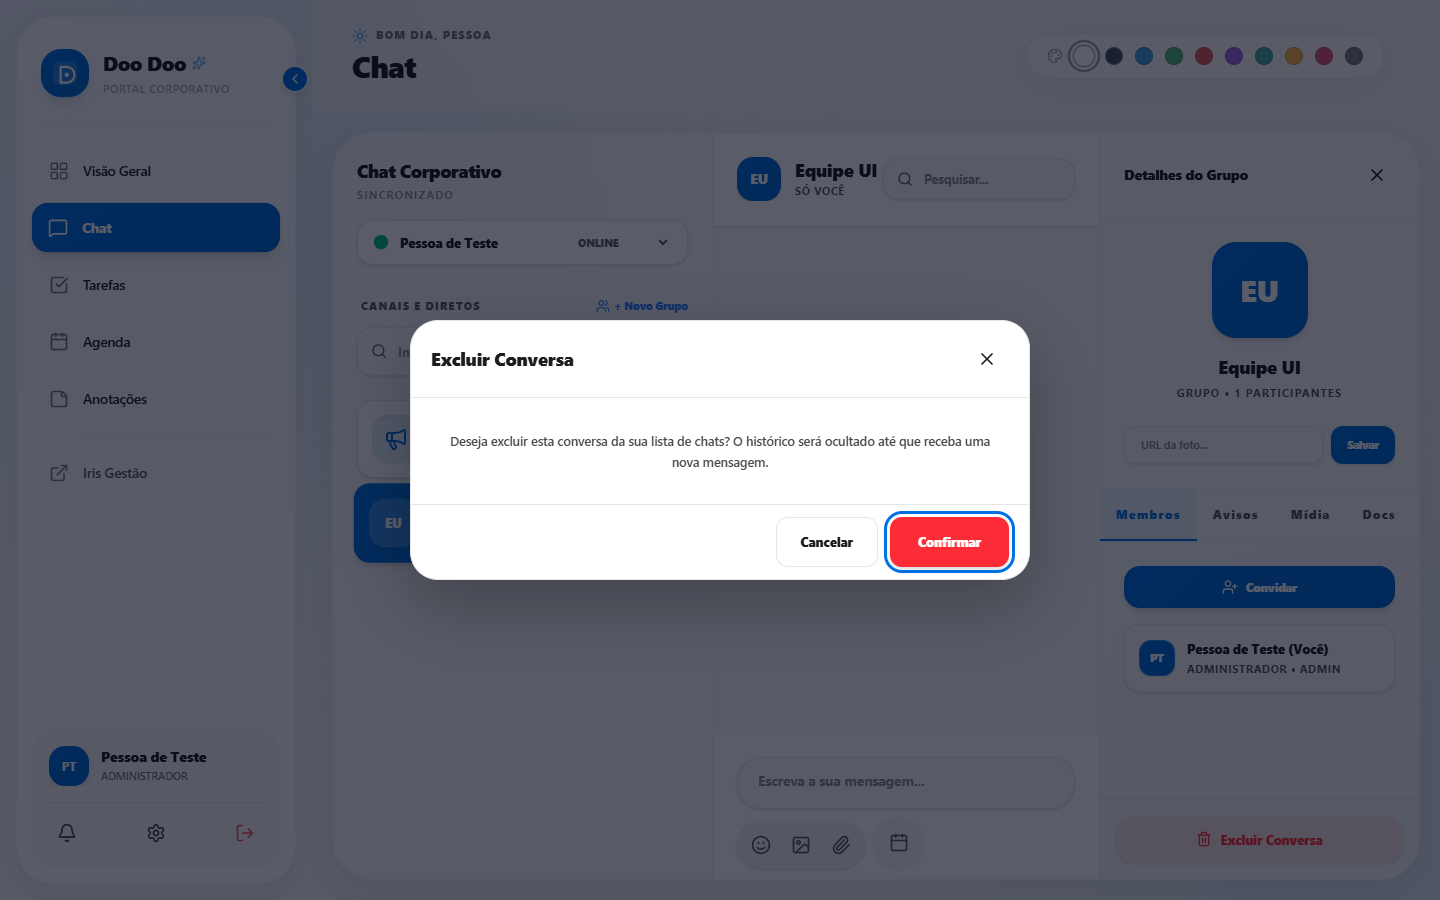 Doo Doo
PORTAL CORPORATIVO
Visão Geral
Chat
Tarefas
Agenda
Anotações
Iris Gestão
PT
Pessoa de Teste
ADMINISTRADOR
BOM DIA, PESSOA
Chat
Chat Corporativo
SINCRONIZADO
Pessoa de Teste
ONLINE
CANAIS E DIRETOS
+ Novo Grupo
EU
EU
Equipe UI
SÓ VOCÊ
Pesquisar...
Excluir Conversa
Deseja excluir esta conversa da sua lista de chats? O histórico será ocultado até que receba uma
nova mensagem.
Cancelar
Confirmar
Escreva a sua mensagem...
Detalhes do Grupo
EU
Equipe UI
GRUPO • 1 PARTICIPANTES
URL da foto...
Salvar
Membros
Avisos
Mídia
Docs
Convidar
PT
Pessoa de Teste (Você)
ADMINISTRADOR • ADMIN
Excluir Conversa